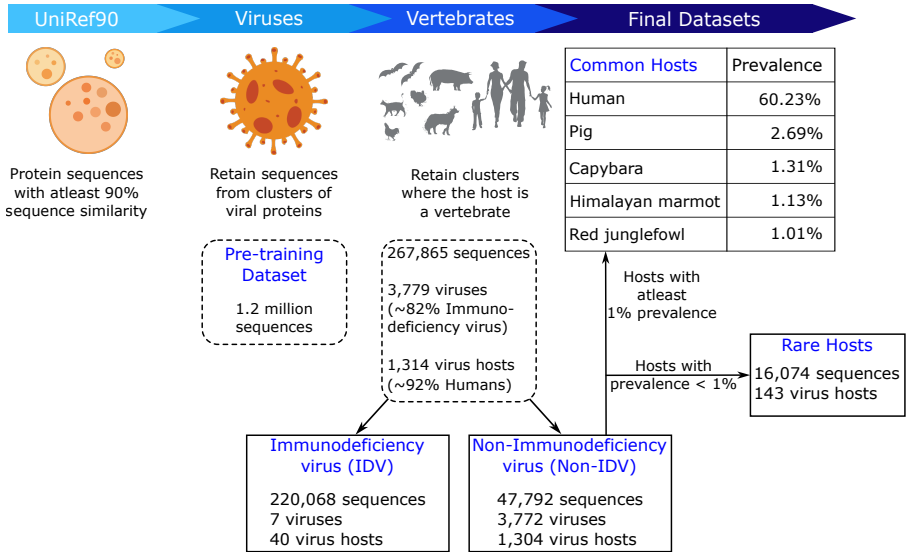 UniRef90
Viruses
Vertebrates
Final Datasets
Protein sequences
with atleast 90%
sequence similarity
Retain sequences
from clusters of
viral proteins
Retain clusters
where the host is
a vertebrate
Common Hosts Prevalence
Human 60.23%
Pig 2.69%
Capybara 1.31%
Himalayan marmot 1.13%
Red junglefowl 1.01%
Pre-training
Dataset
1.2 million
sequences
267,865 sequences
3,779 viruses
(~82% Immuno-
deficiency virus)
1,314 virus hosts
(~92% Humans)
Hosts with
atleast
1% prevalence
Hosts with
prevalence < 1%
Rare Hosts
16,074 sequences
143 virus hosts
Immunodeficiency
virus (IDV)
220,068 sequences
7 viruses
40 virus hosts
Non-Immunodeficiency
virus (Non-IDV)
47,792 sequences
3,772 viruses
1,304 virus hosts